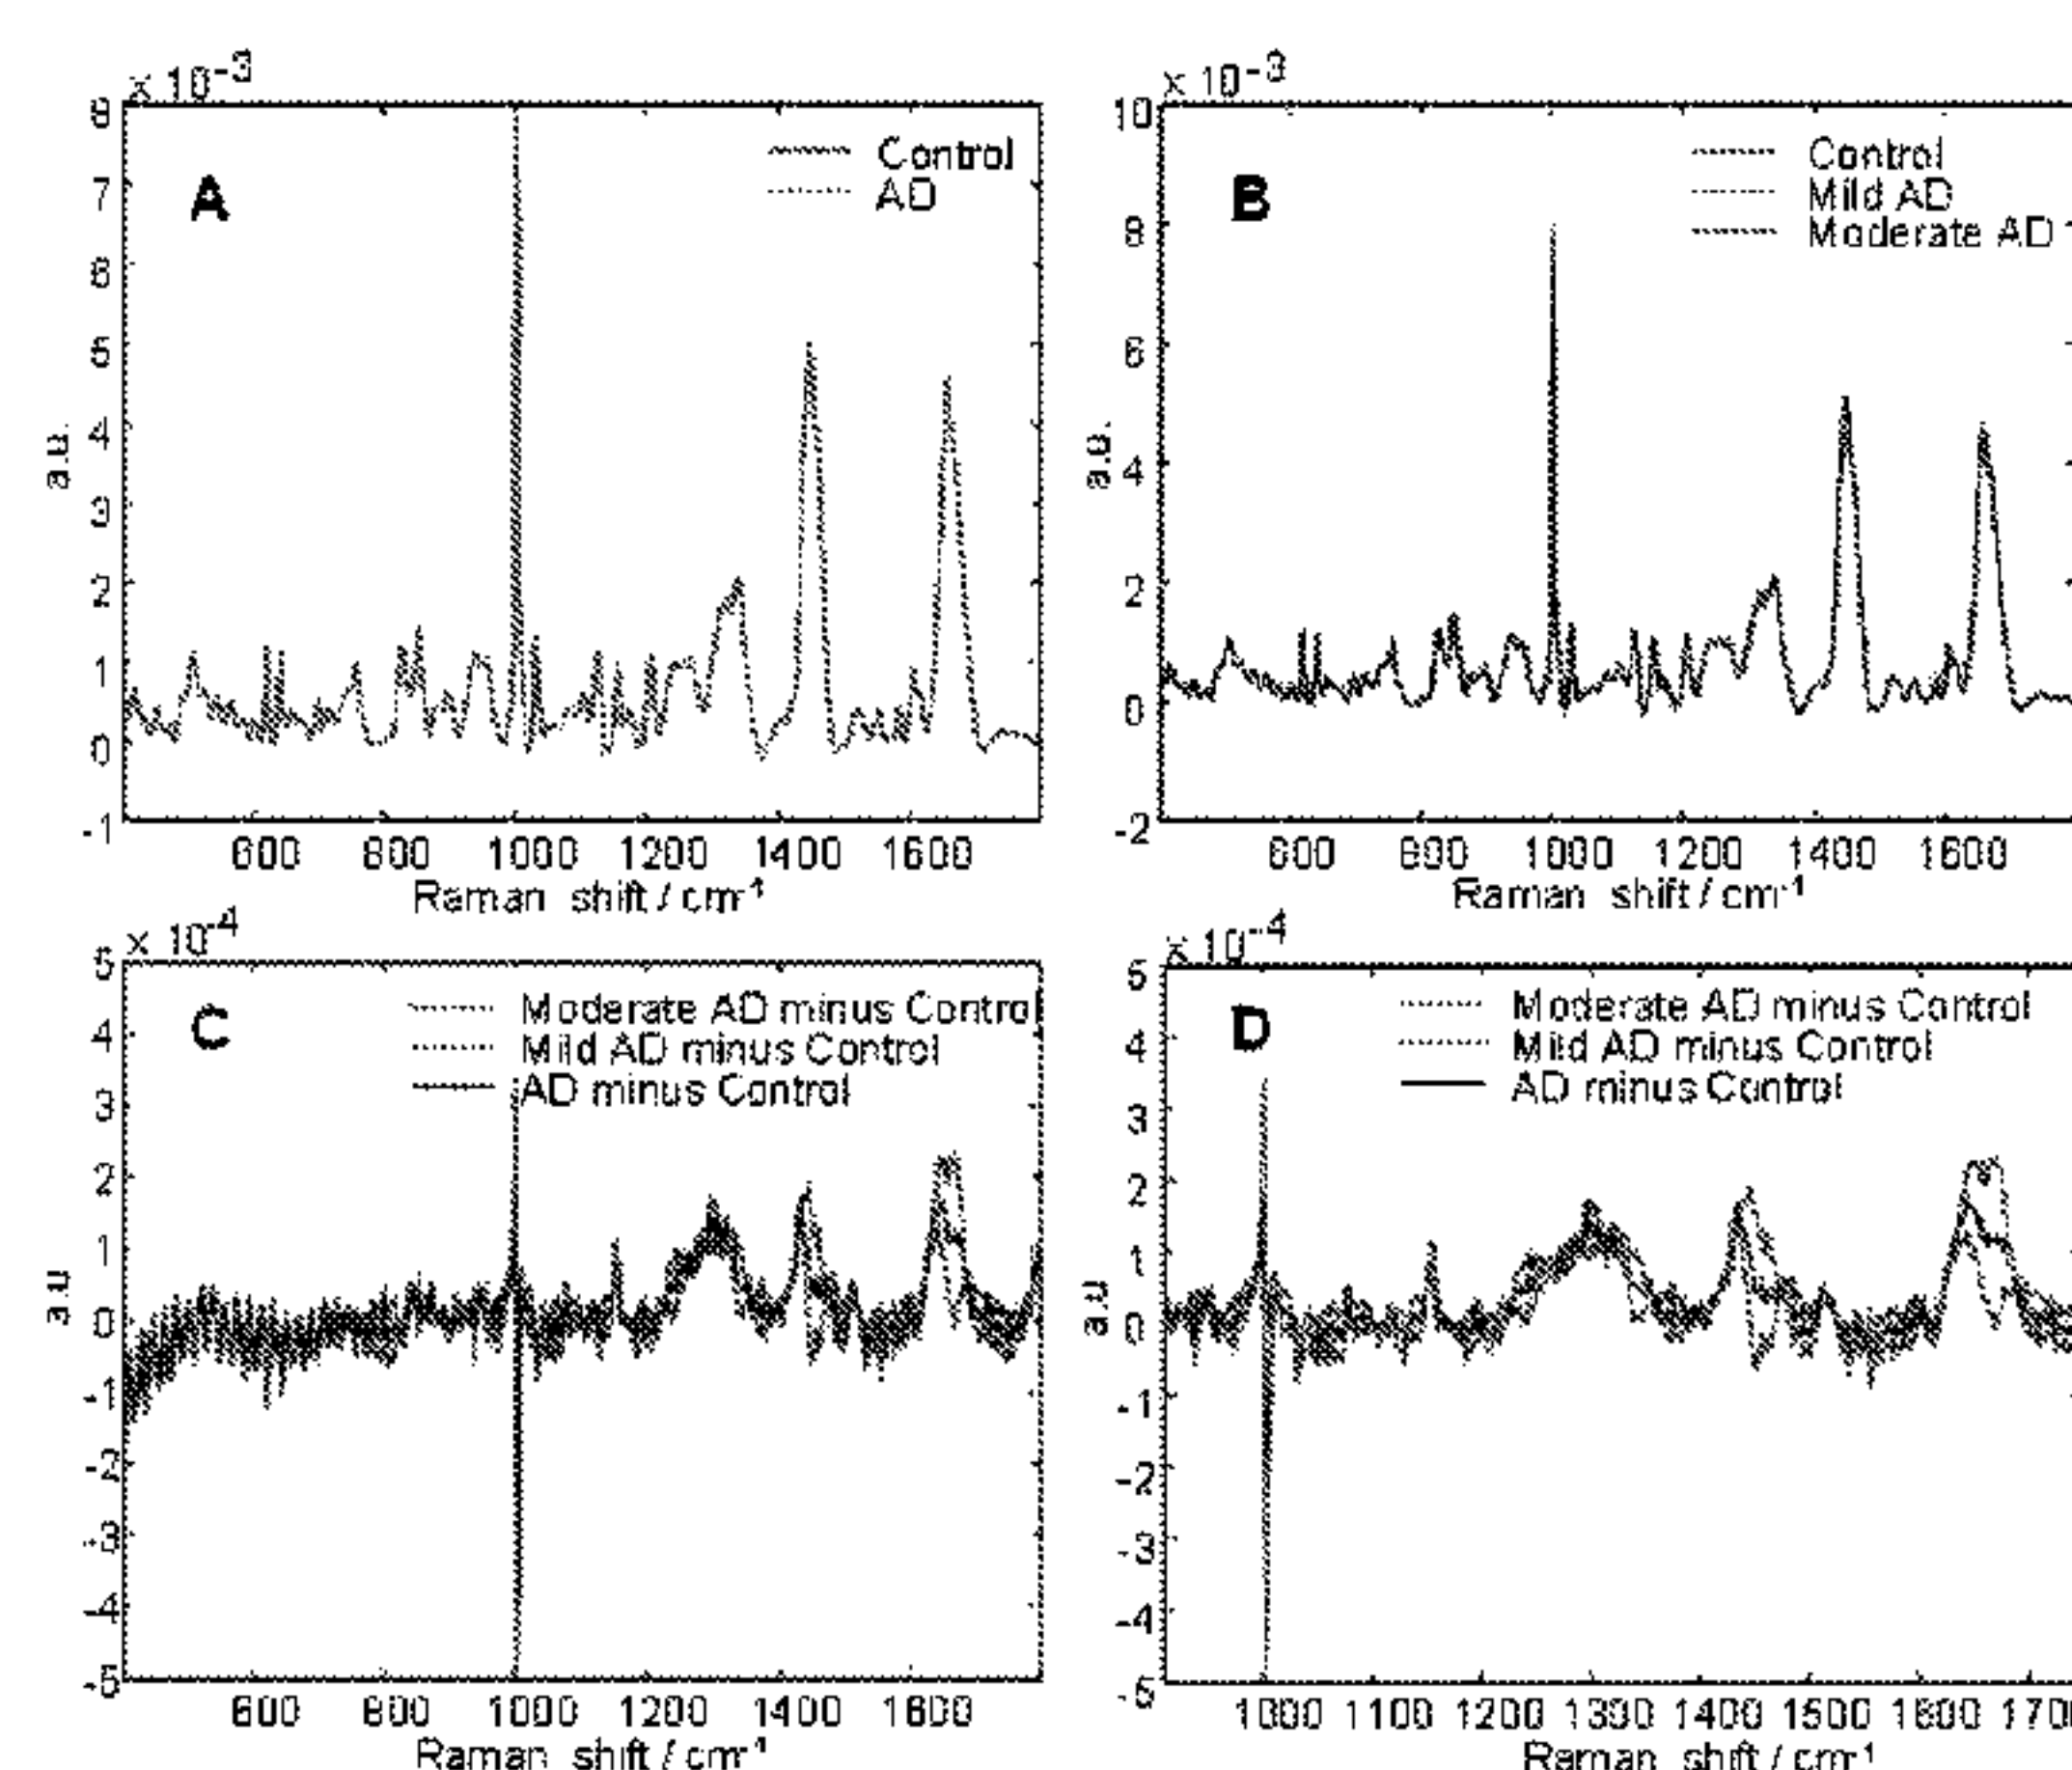 × 10-3
8
7
6
5
4
3
2
1
0
-1
a.u.
A
Control
AD
600 800 1000 1200 1400 1600
Raman shift / cm-1
× 10-3
10
8
6
4
2
0
-2
a.u.
B
Control
Mild AD
Moderate AD
600 800 1000 1200 1400 1600
Raman shift / cm-1
× 10-4
5
4
3
2
1
0
-1
-2
-3
-4
-5
a.u
C
Moderate AD minus Control
Mild AD minus Control
AD minus Control
600 800 1000 1200 1400 1600
Raman shift / cm-1
× 10-4
5
4
3
2
1
0
-1
-2
-3
-4
-5
a.u
D
Moderate AD minus Control
Mild AD minus Control
AD minus Control
1000 1100 1200 1300 1400 1500 1600
Raman shift / cm-1